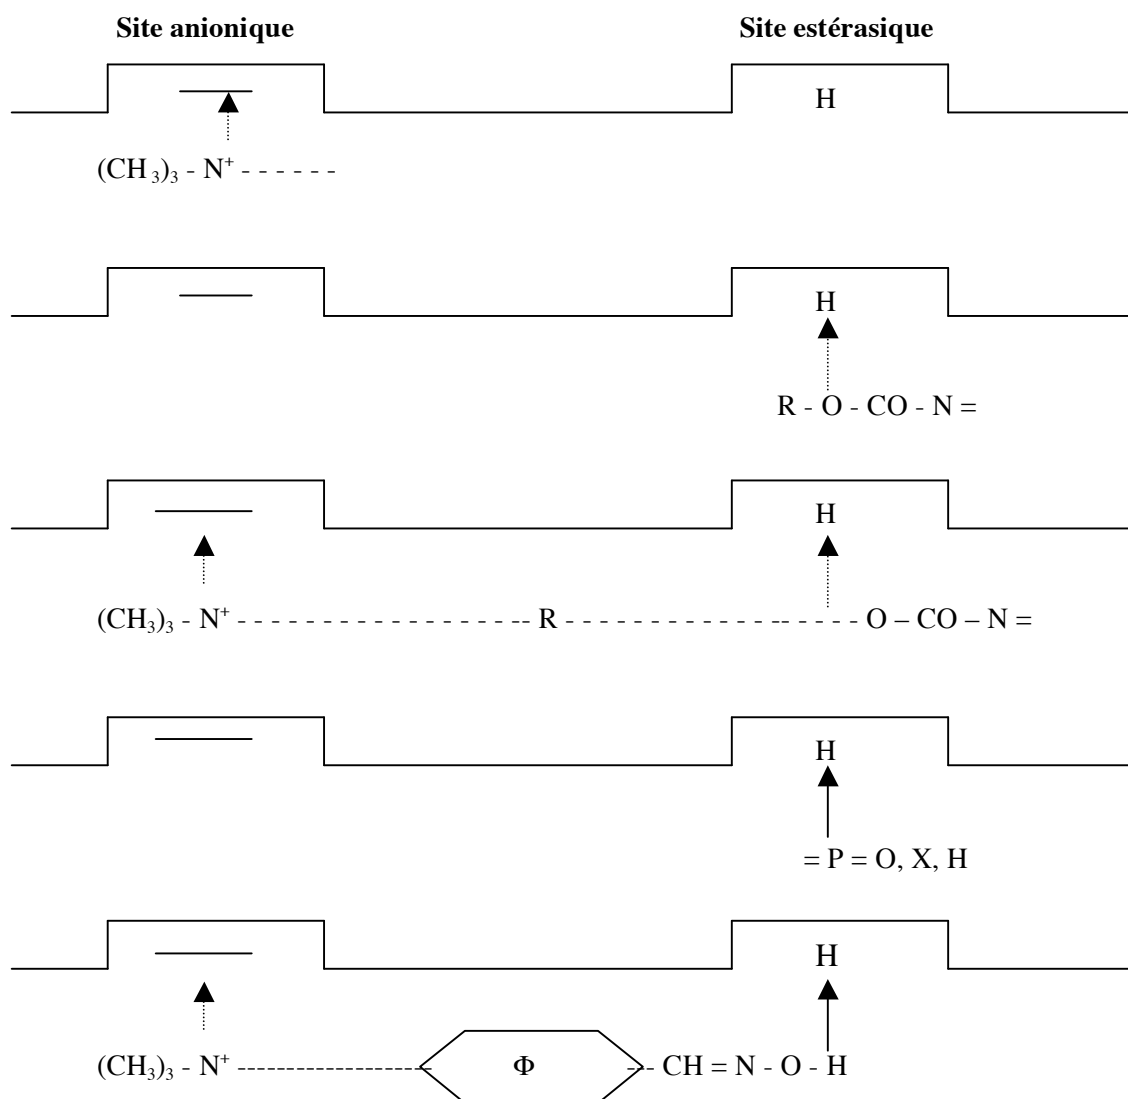 Site anionique Site estérasique
H
(CH₃)₃ - N⁺ - - - - - -
H
R - O - CO - N =
H
(CH₃)₃ - N⁺ - - - - - - - - - - - - - - - - - R - - - - - - - - - - - - - - - - - - O – CO – N =
H
= P = O, X, H
H
(CH₃)₃ - N⁺ -------------------- Φ --- CH = N - O - H